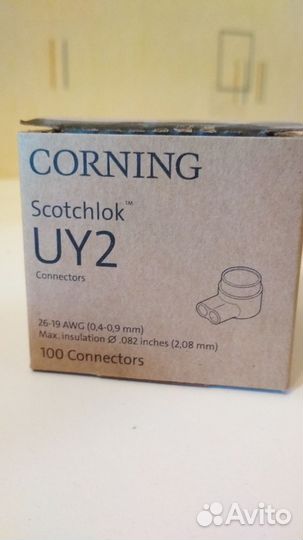 CORNING
Scotchlok™
UY2
Connectors
26-19 AWG (0,4-0,9 mm)
Max. insulation Ø .082 inches (2,08 mm)
100 Connectors
Avito